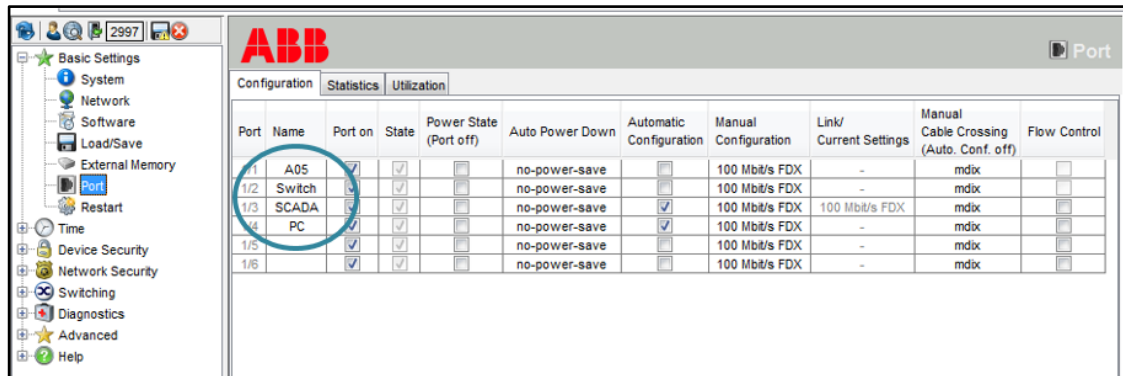 2997
ABB
Port
Basic Settings
System
Network
Software
Load/Save
External Memory
Port
Restart
Time
Device Security
Network Security
Switching
Diagnostics
Advanced
Help
Configuration Statistics Utilization
Port Name Port on State Power State (Port off) Auto Power Down Automatic Configuration Manual Configuration Link/ Current Settings Manual Cable Crossing (Auto. Conf. off) Flow Control
1/1 A05 no-power-save 100 Mbit/s FDX - mdix
1/2 Switch no-power-save 100 Mbit/s FDX - mdix
1/3 SCADA no-power-save 100 Mbit/s FDX 100 Mbit/s FDX mdix
1/4 PC no-power-save 100 Mbit/s FDX - mdix
1/5 no-power-save 100 Mbit/s FDX - mdix
1/6 no-power-save 100 Mbit/s FDX - mdix